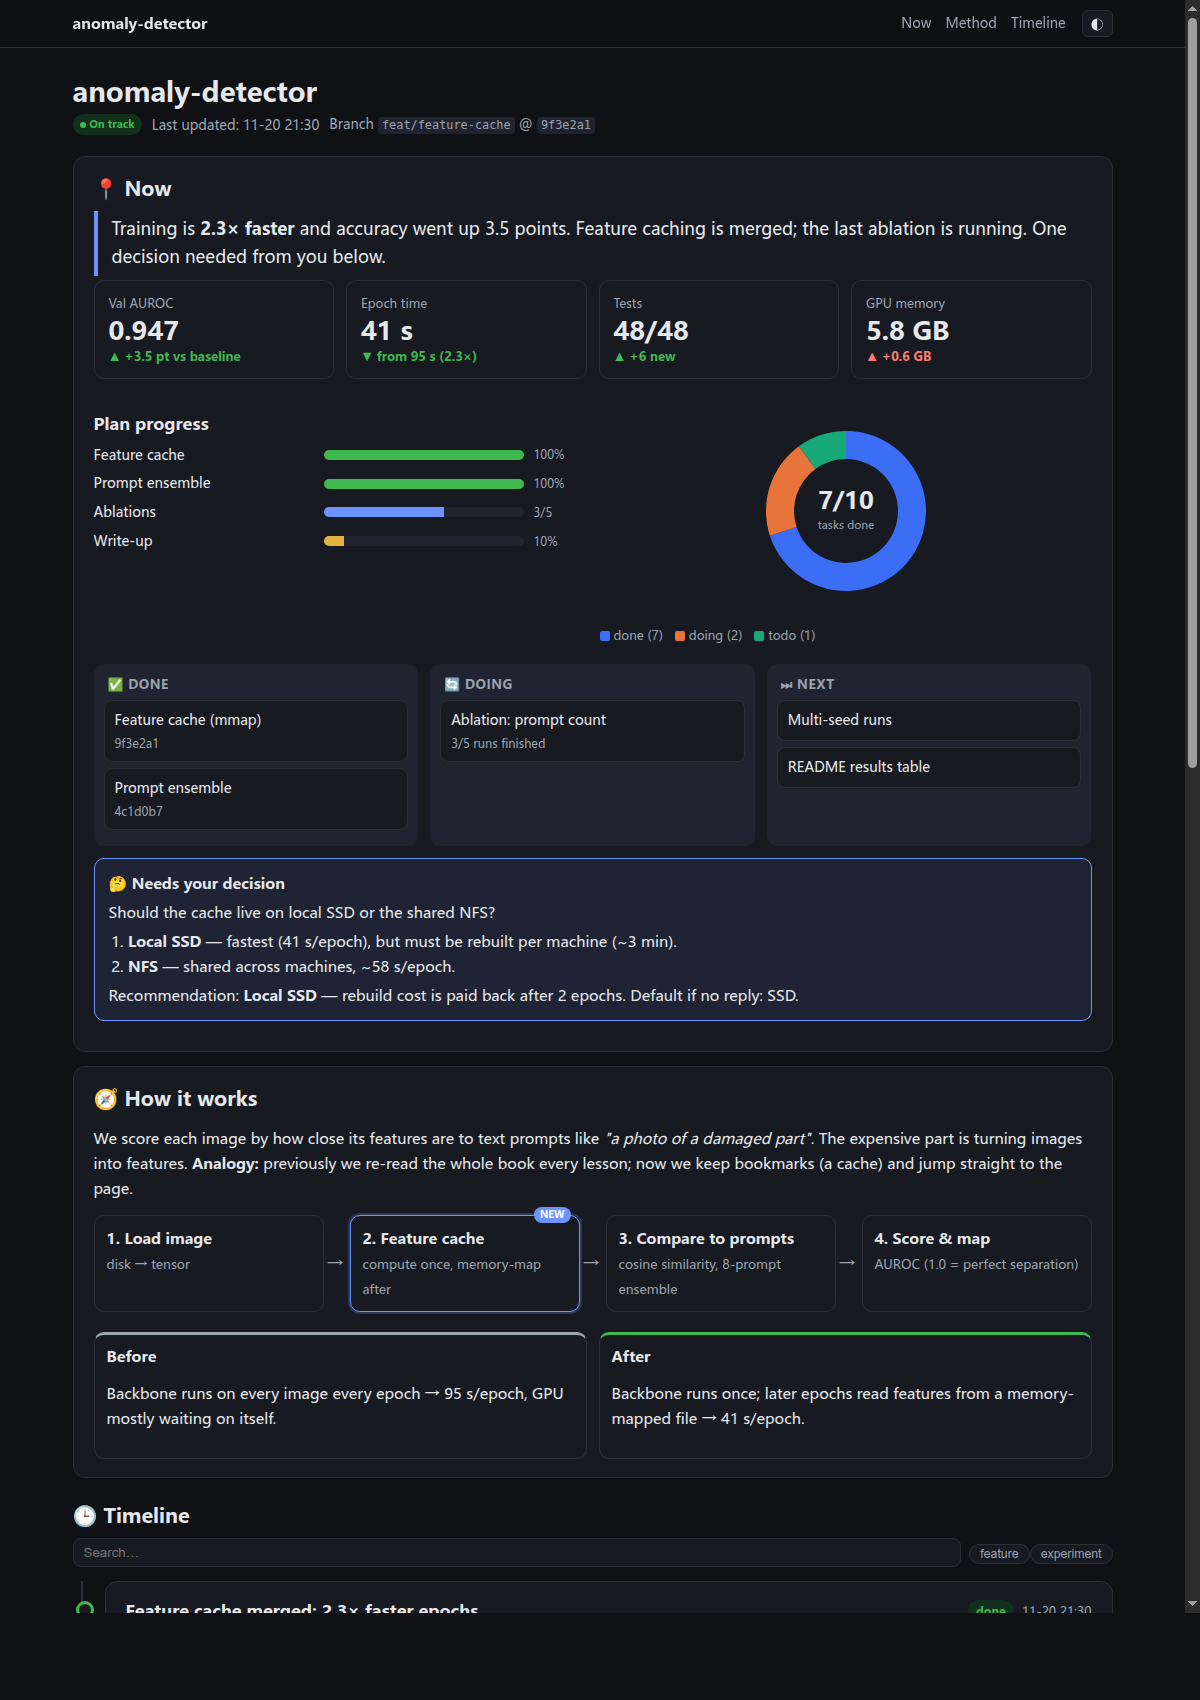 anomaly-detector
Now Method Timeline
anomaly-detector
On track Last updated: 11-20 21:30 Branch feat/feature-cache @ 9f3e2a1
📍 Now
Training is 2.3× faster and accuracy went up 3.5 points. Feature caching is merged; the last ablation is running. One
decision needed from you below.
Val AUROC
0.947
▲ +3.5 pt vs baseline
Epoch time
41 s
▼ from 95 s (2.3×)
Tests
48/48
▲ +6 new
GPU memory
5.8 GB
▲ +0.6 GB
Plan progress
Feature cache 100%
Prompt ensemble 100%
Ablations 3/5
Write-up 10%
7/10
tasks done
done (7) doing (2) todo (1)
✅ DONE
Feature cache (mmap)
9f3e2a1
Prompt ensemble
4c1d0b7
🔄 DOING
Ablation: prompt count
3/5 runs finished
⏭ NEXT
Multi-seed runs
README results table
🤔 Needs your decision
Should the cache live on local SSD or the shared NFS?
1. Local SSD — fastest (41 s/epoch), but must be rebuilt per machine (~3 min).
2. NFS — shared across machines, ~58 s/epoch.
Recommendation: Local SSD — rebuild cost is paid back after 2 epochs. Default if no reply: SSD.
🧭 How it works
We score each image by how close its features are to text prompts like "a photo of a damaged part". The expensive part is turning images
into features. Analogy: previously we re-read the whole book every lesson; now we keep bookmarks (a cache) and jump straight to the
page.
1. Load image
disk → tensor
→
NEW
2. Feature cache
compute once, memory-map
after
→
3. Compare to prompts
cosine similarity, 8-prompt
ensemble
→
4. Score & map
AUROC (1.0 = perfect separation)
Before
Backbone runs on every image every epoch → 95 s/epoch, GPU
mostly waiting on itself.
After
Backbone runs once; later epochs read features from a memory-
mapped file → 41 s/epoch.
🕒 Timeline
Search…
feature experiment
Feature cache merged: 2.3× faster epochs
done 11-20 21:30